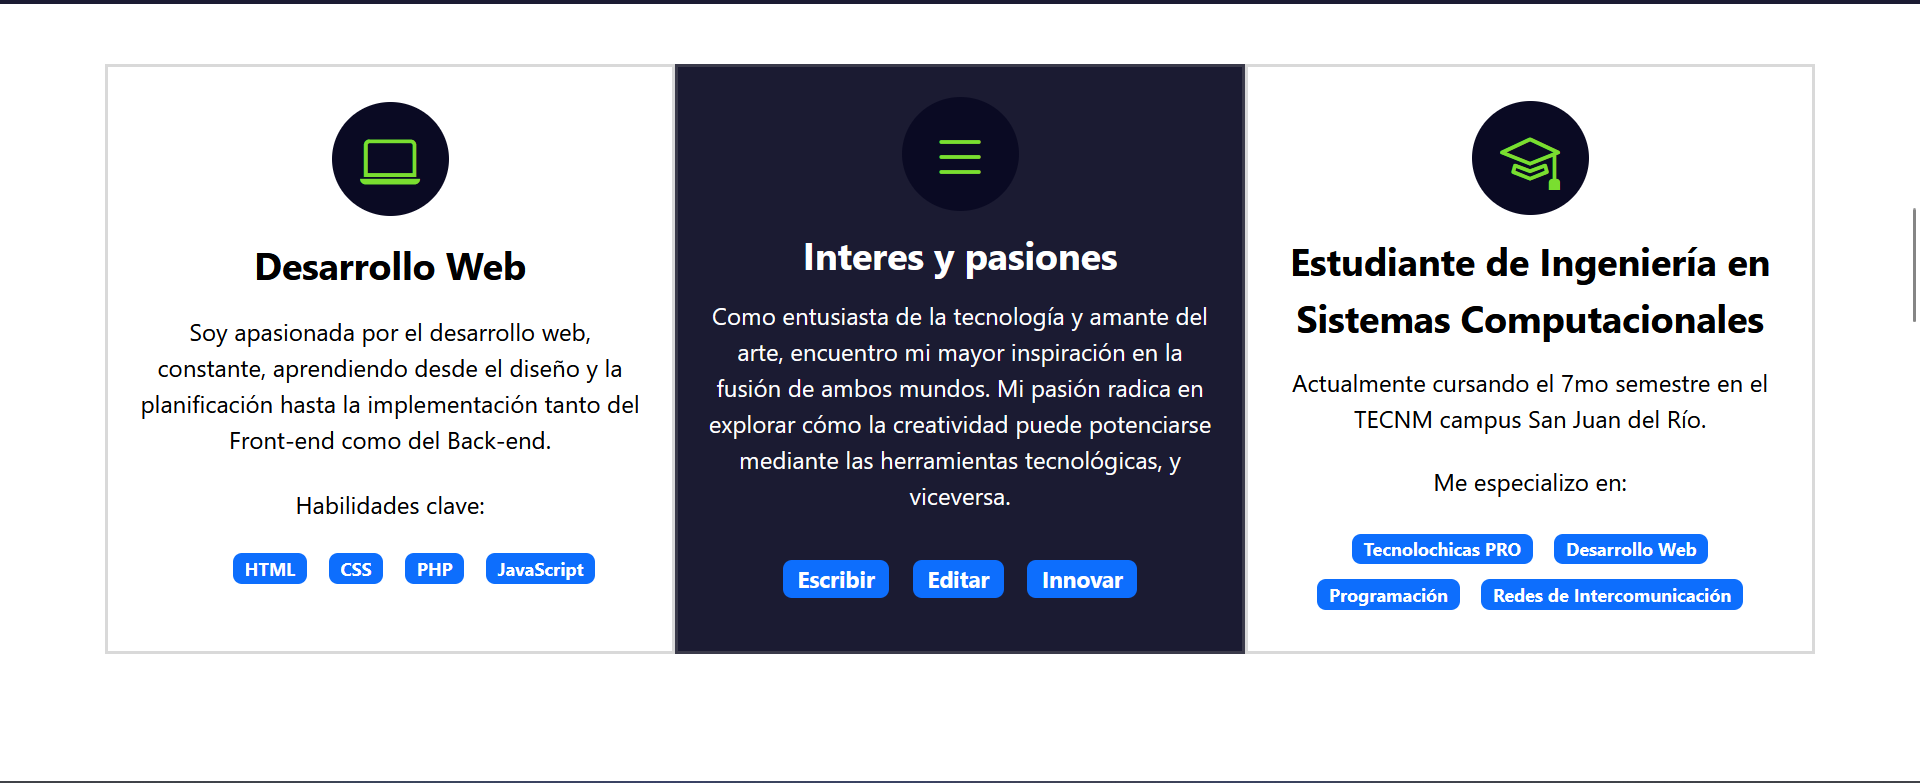 Desarrollo Web
Soy apasionada por el desarrollo web,
constante, aprendiendo desde el diseño y la
planificación hasta la implementación tanto del
Front-end como del Back-end.
Habilidades clave:
HTML CSS PHP JavaScript
Interes y pasiones
Como entusiasta de la tecnología y amante del
arte, encuentro mi mayor inspiración en la
fusión de ambos mundos. Mi pasión radica en
explorar cómo la creatividad puede potenciarse
mediante las herramientas tecnológicas, y
viceversa.
Escribir Editar Innovar
Estudiante de Ingeniería en
Sistemas Computacionales
Actualmente cursando el 7mo semestre en el
TECNM campus San Juan del Río.
Me especializo en:
Tecnolochicas PRO Desarrollo Web
Programación Redes de Intercomunicación